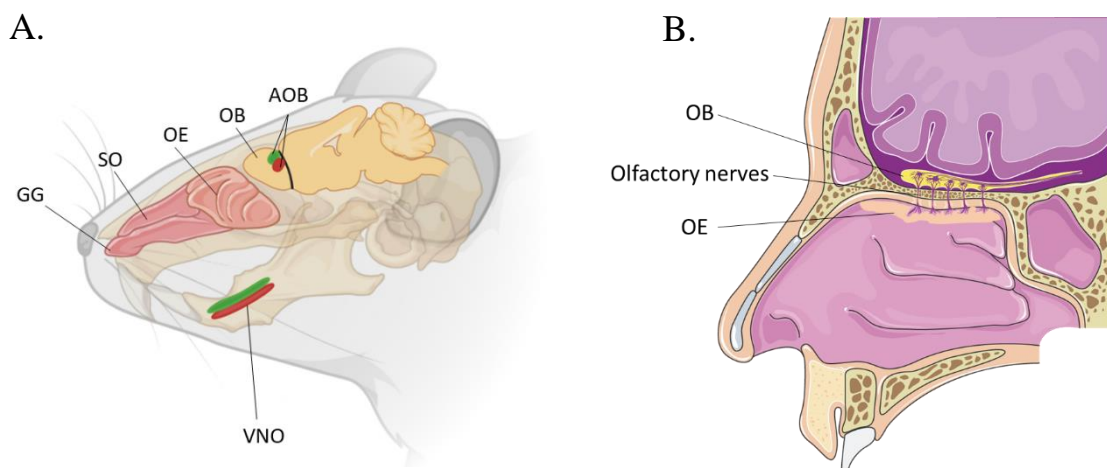 A.
AOB
OB
OE
SO
GG
VNO
B.
OB
Olfactory nerves
OE